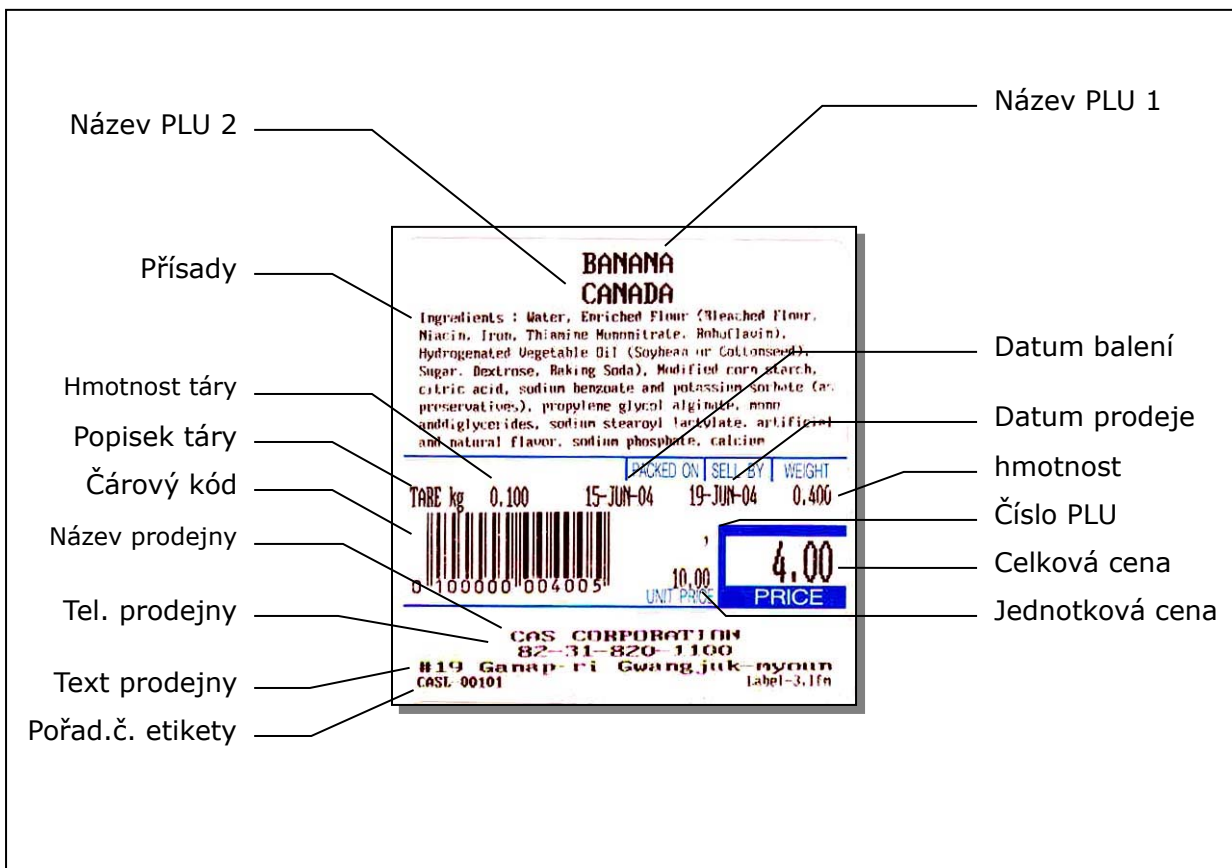 Název PLU 1
Název PLU 2
Přísady
Hmotnost táry
Popisek táry
Čárový kód
Název prodejny
Tel. prodejny
Text prodejny
Pořad.č. etikety
BANANA
CANADA
Ingredients : Water, Enriched Flour (Bleached Flour,
Niacin, Iron, Thiamine Mononitrate,
Hydrogenated Vegetable Oil (Soybean or Cottonseed),
Sugar. Dextrose, Baking Soda), Modified corn starch,
citric acid, sodium benzoate and potassium sorbate (as
preservatives), propylene glycol alginate, mono
anddiglycerides, sodium stearoyl lactylate. artificial
and natural flavor. sodium phosphate, calcium
PACKED ON SELL BY WEIGHT
TARE kg 0.100 15-JUN-04 19-JUN-04 0.400
0 100000 004005
10.00
UNIT PRICE
4.00
PRICE
CAS CORPORATION
82-31-820-1100
#19 Ganap-ri Gwangjuk-myoun
CASL 00101 Label-3.lfm
Datum balení
Datum prodeje
hmotnost
Číslo PLU
Celková cena
Jednotková cena